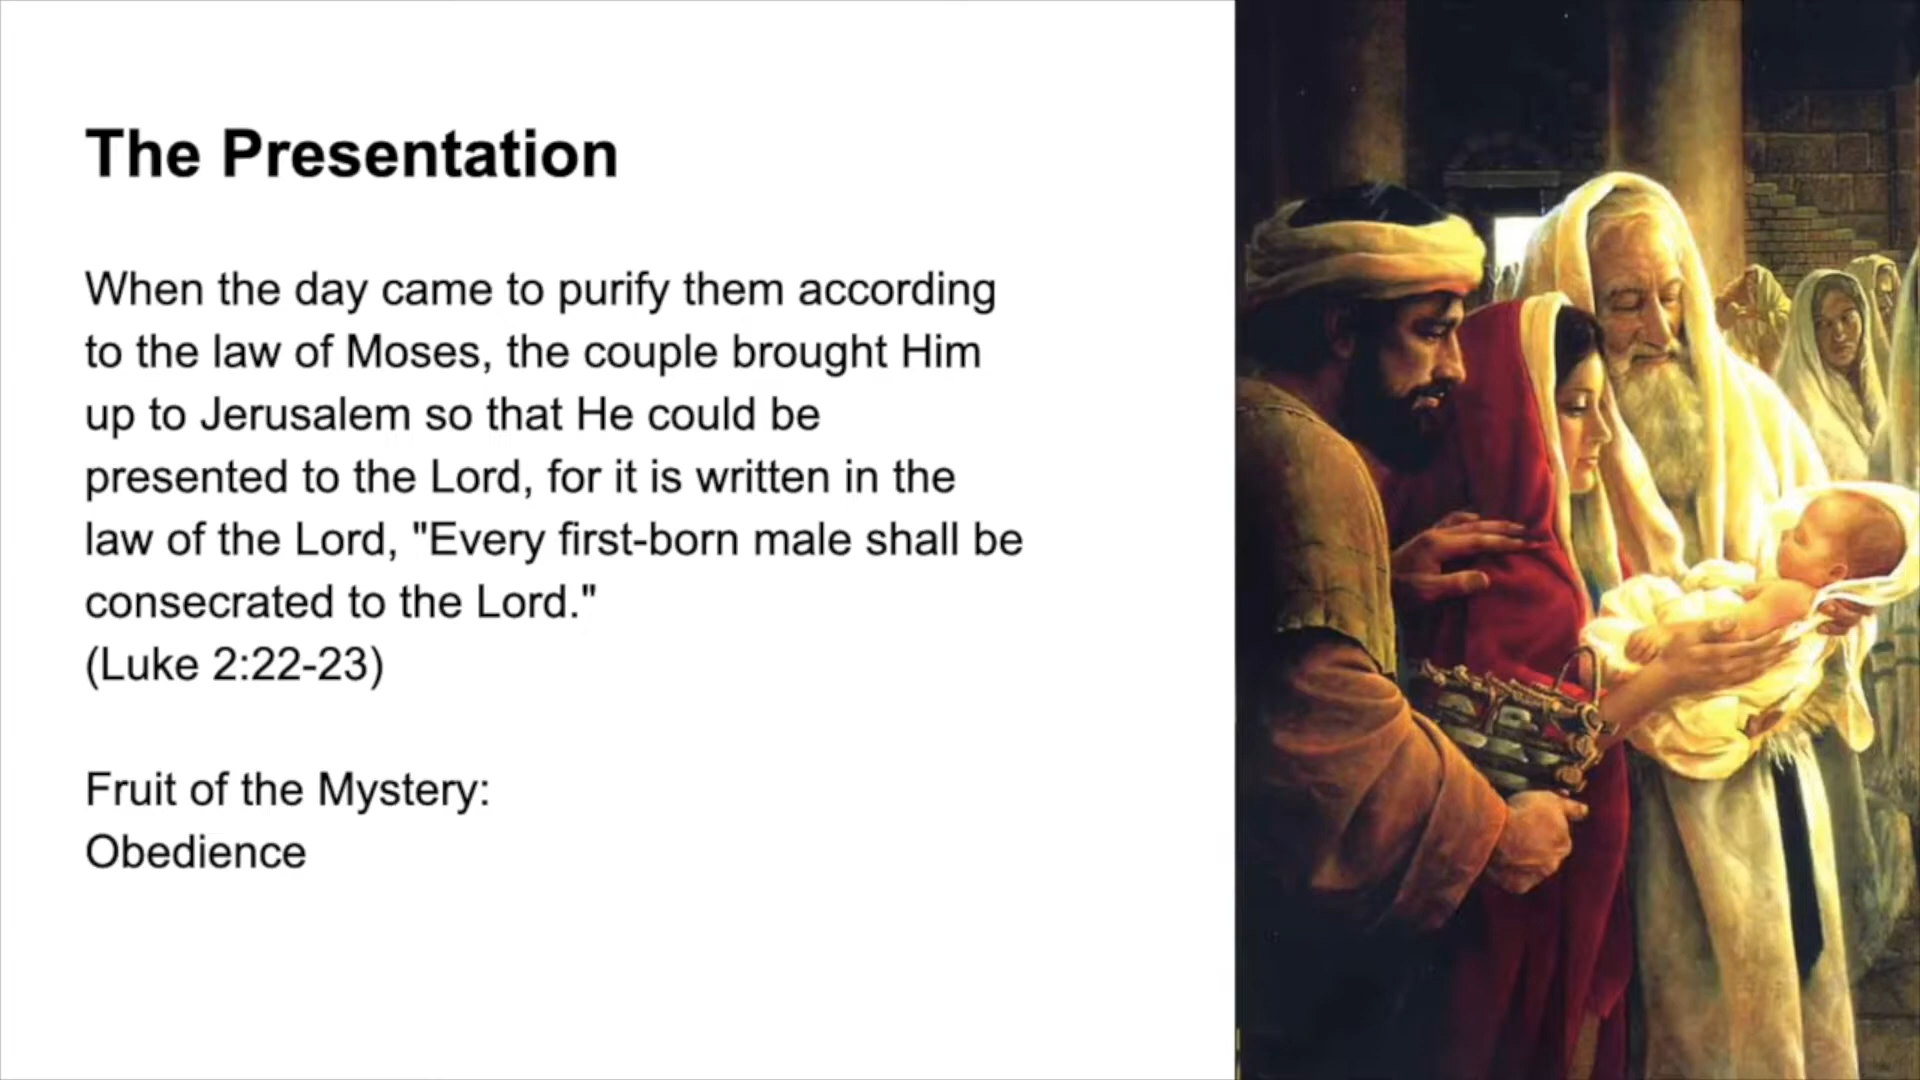 The Presentation
When the day came to purify them according
to the law of Moses, the couple brought Him
up to Jerusalem so that He could be
presented to the Lord, for it is written in the
law of the Lord, "Every first-born male shall be
consecrated to the Lord."
(Luke 2:22-23)
Fruit of the Mystery:
Obedience